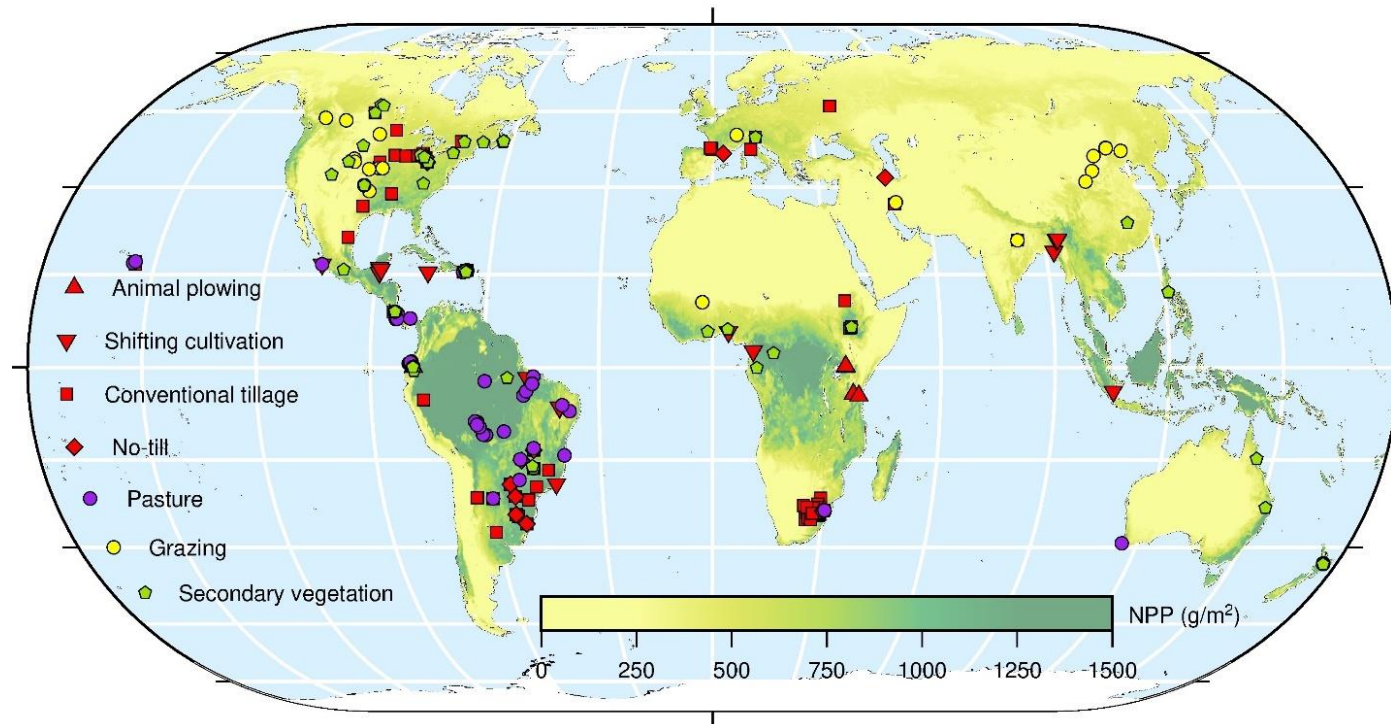 Animal plowing
Shifting cultivation
Conventional tillage
No-till
Pasture
Grazing
Secondary vegetation
NPP (g/m²)
0 250 500 750 1000 1250 1500